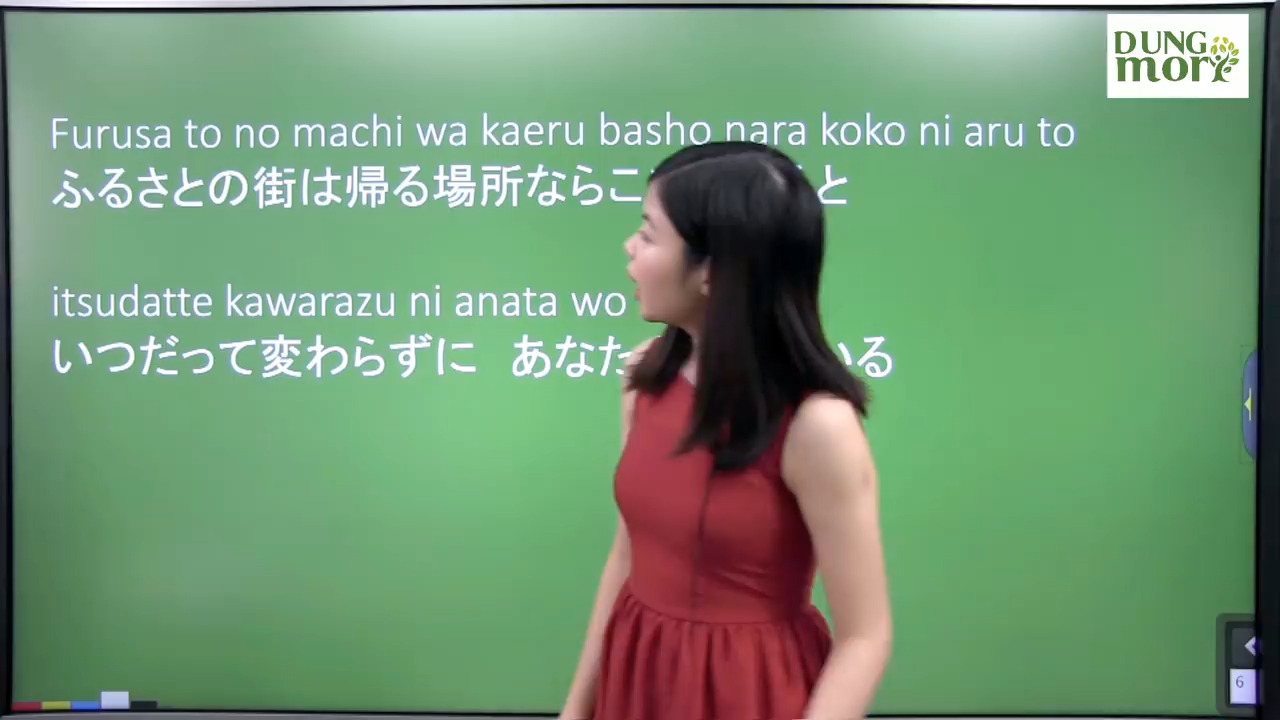 DUNG
mori
Furusa to no machi wa kaeru basho nara koko ni aru to
ふるさとの街は帰る場所ならこ と
itsudatte kawarazu ni anata wo
いつだって変わらずに あなた いる
6